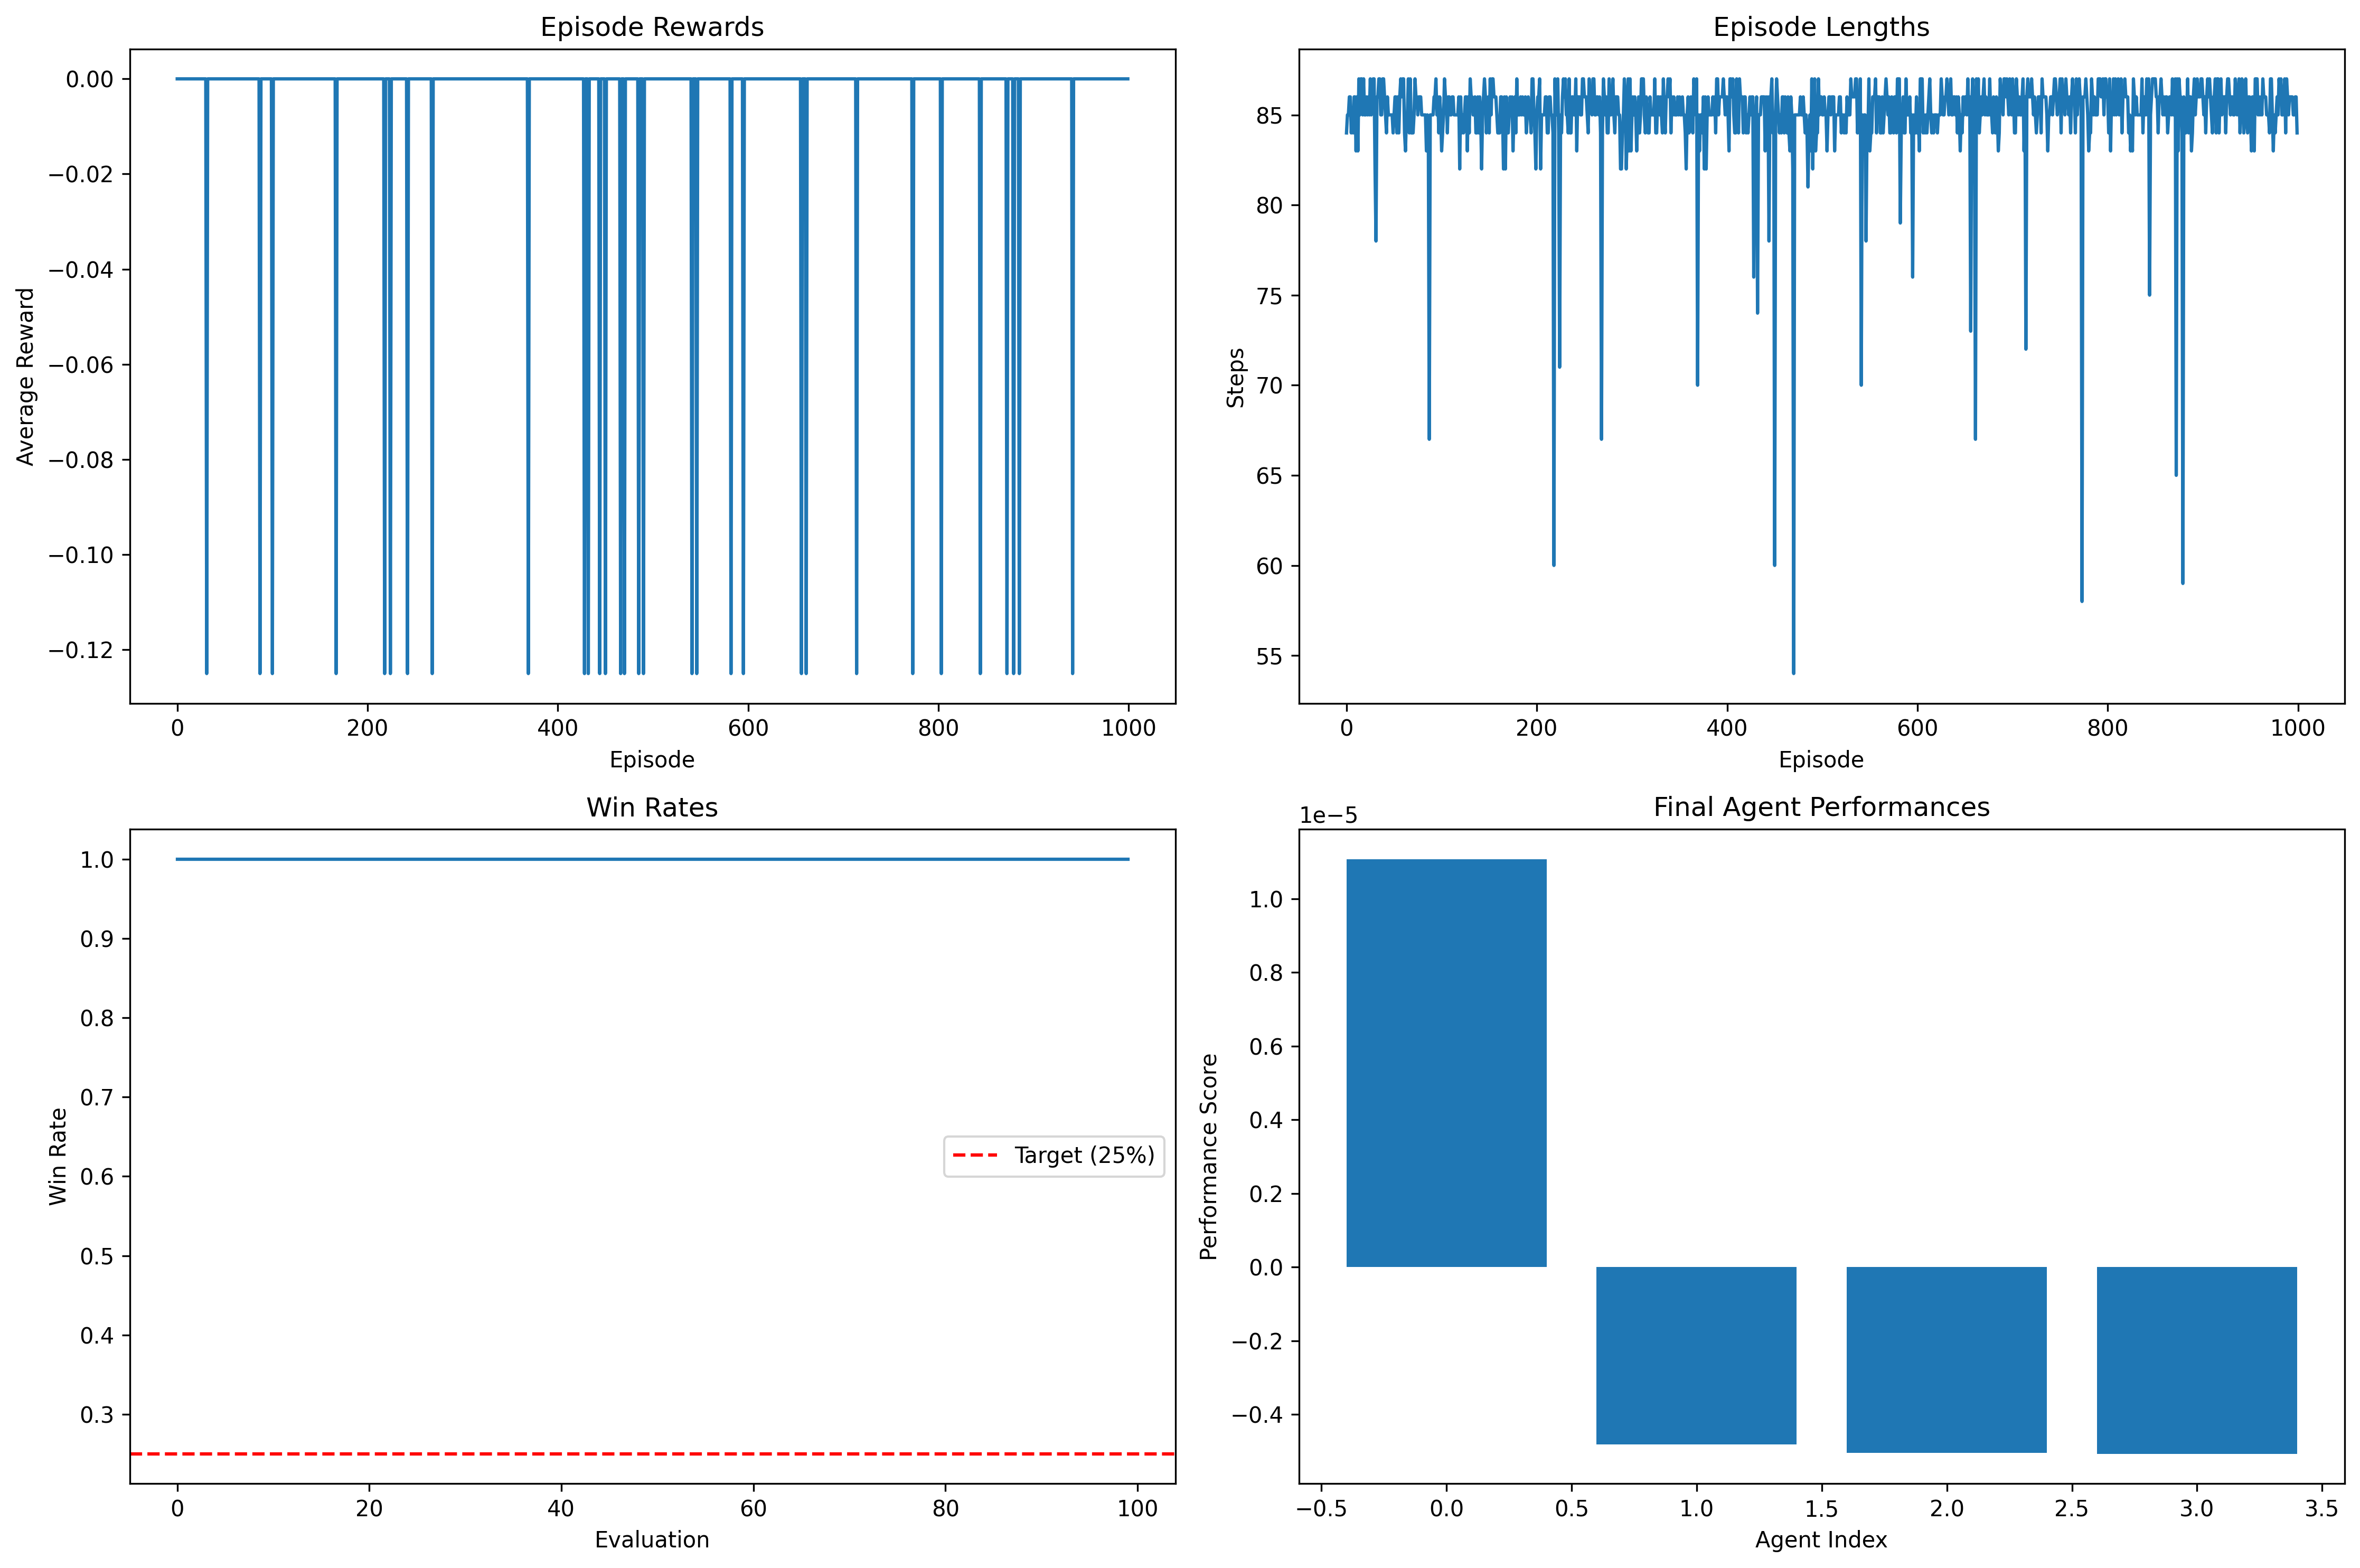 Episode Rewards
0.00
−0.02
−0.04
−0.06
−0.08
−0.10
−0.12
Average Reward
0 200 400 600 800 1000
Episode
Episode Lengths
85
80
75
70
65
60
55
Steps
0 200 400 600 800 1000
Episode
Win Rates
1.0
0.9
0.8
0.7
0.6
0.5
0.4
0.3
Win Rate
Target (25%)
0 20 40 60 80 100
Evaluation
Final Agent Performances
1e−5
1.0
0.8
0.6
0.4
0.2
0.0
−0.2
−0.4
Performance Score
−0.5 0.0 0.5 1.0 1.5 2.0 2.5 3.0 3.5
Agent Index